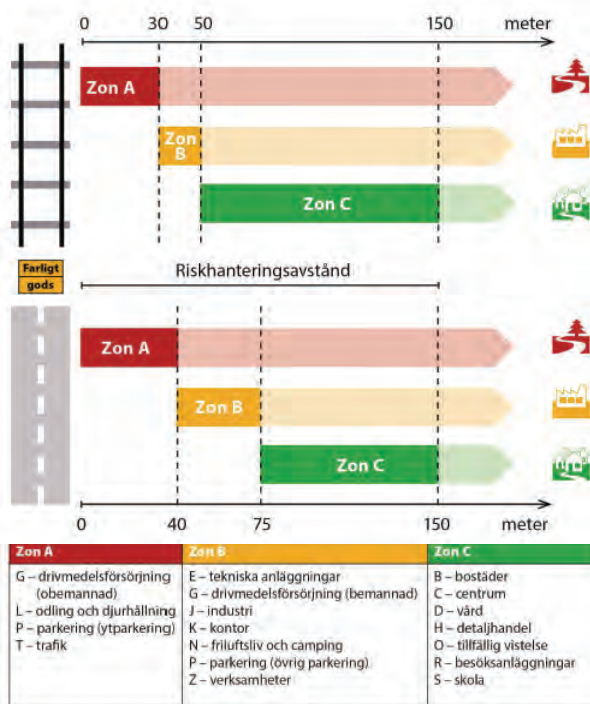 0 30 50 150 meter
Zon A
Zon
B
Zon C
Farligt
gods
Riskhanteringsavstånd
Zon A
Zon B
Zon C
0 40 75 150 meter
Zon A
G – drivmedelsförsörjning
(obemannad)
L – odling och djurhållning
P – parkering (ytparkering)
T – trafik
Zon B
E – tekniska anläggningar
G – drivmedelsförsörjning (bemannad)
J – industri
K – kontor
N – friluftsliv och camping
P – parkering (övrig parkering)
Z – verksamheter
Zon C
B – bostäder
C – centrum
D – vård
H – detaljhandel
O – tillfällig vistelse
R – besöksanläggningar
S – skola